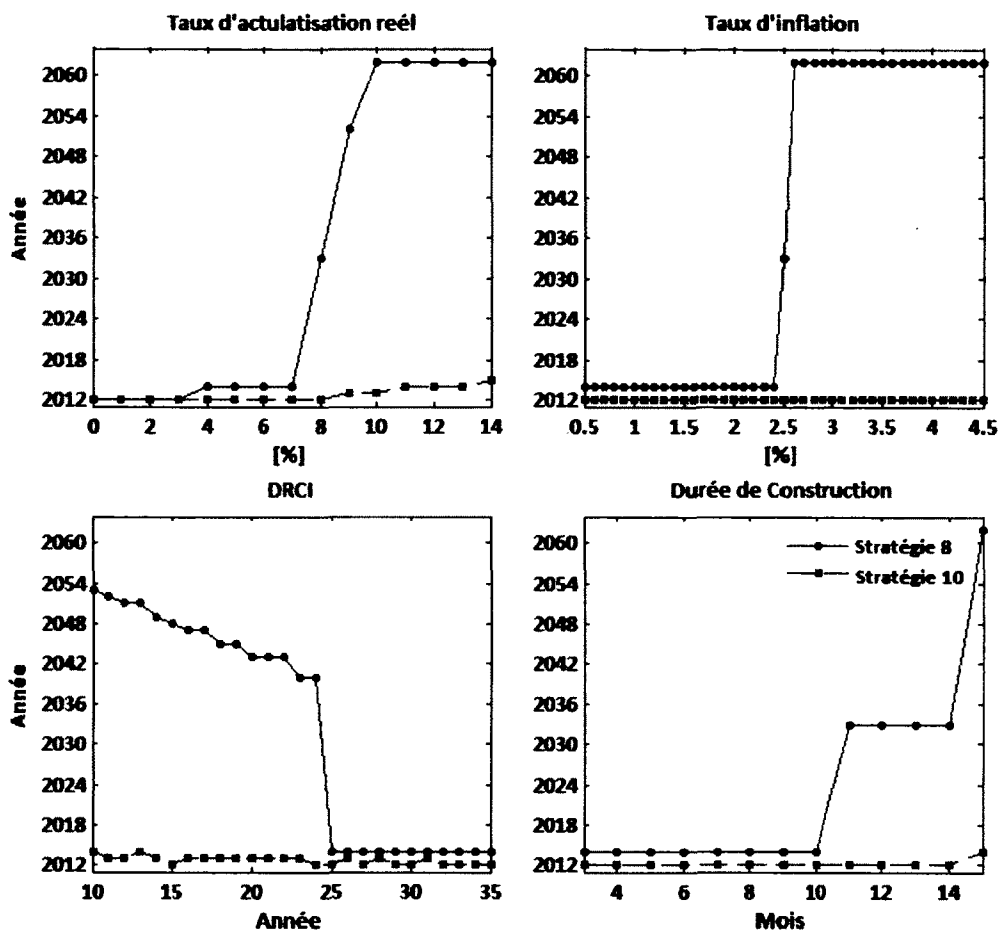 Taux d'actulatisation reél
Année
2060
2054
2048
2042
2036
2030
2024
2018
2012
0 2 4 6 8 10 12 14
[%]
Taux d'inflation
2060
2054
2048
2042
2036
2030
2024
2018
2012
0.5 1 1.5 2 2.5 3 3.5 4 4.5
[%]
DRCI
Année
2060
2054
2048
2042
2036
2030
2024
2018
2012
10 15 20 25 30 35
Année
Durée de Construction
Stratégie 8
Stratégie 10
2060
2054
2048
2042
2036
2030
2024
2018
2012
4 6 8 10 12 14
Mois